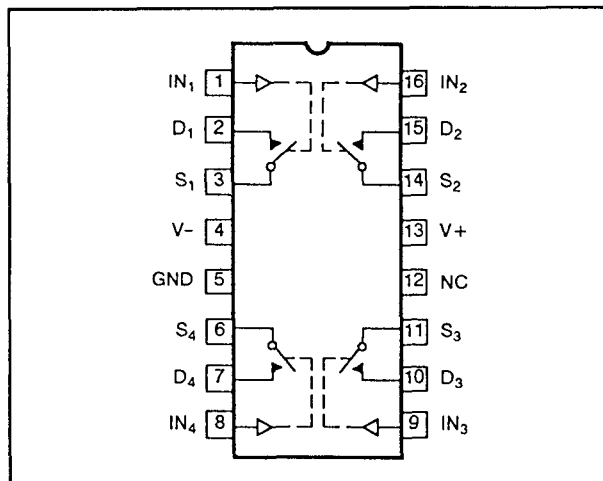 IN₁ 1 16 IN₂
D₁ 2 15 D₂
S₁ 3 14 S₂
V- 4 13 V+
GND 5 12 NC
S₄ 6 11 S₃
D₄ 7 10 D₃
IN₄ 8 9 IN₃